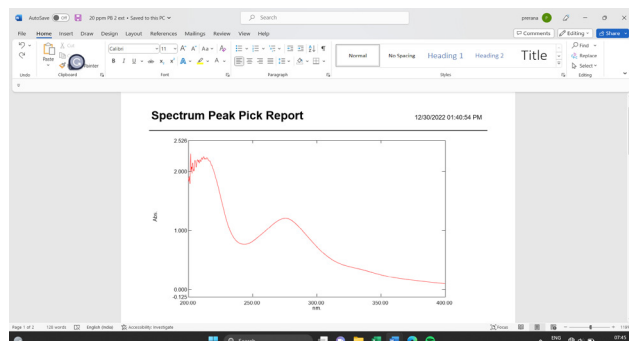 AutoSave Off 20 ppm PB 2 est • Saved to this PC Search prerana
File Home Insert Draw Design Layout References Mailings Review View Help Comments Editing Share
Cut Calibri 11 Find
Paste Painter Normal No Spacing Heading 1 Heading 2 Title Replace
Select
Undo Clipboard Font Paragraph Styles Editing
Spectrum Peak Pick Report 12/30/2022 01:40:54 PM
2.526
2.000
Abs.
1.000
0.000
-0.125
200.00 250.00 300.00 350.00 400.00
nm.
Page 1 of 2 128 words English (India) Accessibility: Investigate Focus
Search ENG 07:45